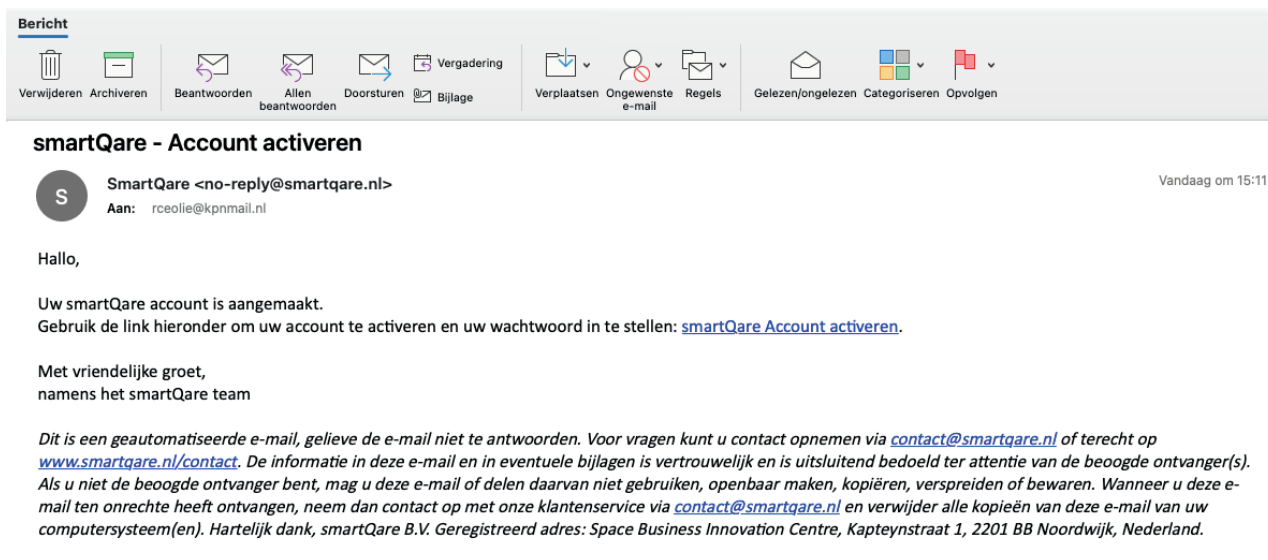 Bericht
Verwijderen Archiveren Beantwoorden Allen beantwoorden Doorsturen Vergadering Bijlage Verplaatsen Ongewenste e-mail Regels Gelezen/ongelezen Categoriseren Opvolgen
smartQare - Account activeren
S
SmartQare <no-reply@smartqare.nl>
Vandaag om 15:11
Aan: rceolie@kpnmail.nl
Hallo,
Uw smartQare account is aangemaakt.
Gebruik de link hieronder om uw account te activeren en uw wachtwoord in te stellen: smartQare Account activeren.
Met vriendelijke groet,
namens het smartQare team
Dit is een geautomatiseerde e-mail, gelieve de e-mail niet te antwoorden. Voor vragen kunt u contact opnemen via contact@smartqare.nl of terecht op
www.smartqare.nl/contact. De informatie in deze e-mail en in eventuele bijlagen is vertrouwelijk en is uitsluitend bedoeld ter attentie van de beoogde ontvanger(s).
Als u niet de beoogde ontvanger bent, mag u deze e-mail of delen daarvan niet gebruiken, openbaar maken, kopiëren, verspreiden of bewaren. Wanneer u deze e-
mail ten onrechte heeft ontvangen, neem dan contact op met onze klantenservice via contact@smartqare.nl en verwijder alle kopieën van deze e-mail van uw
computersysteem(en). Hartelijk dank, smartQare B.V. Geregistreerd adres: Space Business Innovation Centre, Kapteynstraat 1, 2201 BB Noordwijk, Nederland.